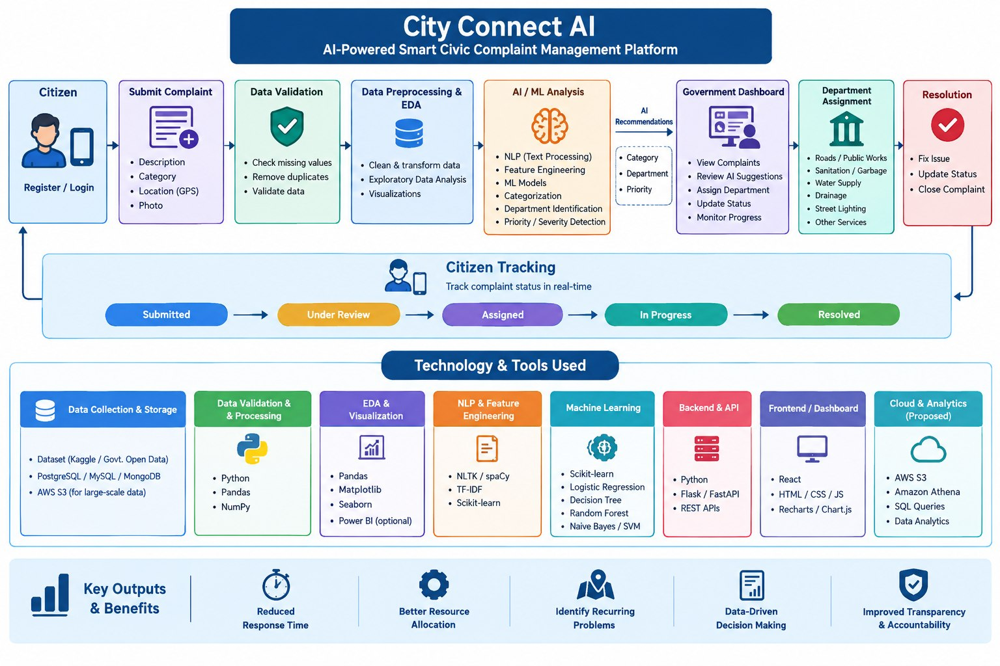 City Connect AI
AI-Powered Smart Civic Complaint Management Platform
Citizen
Register / Login
Submit Complaint
• Description
• Category
• Location (GPS)
• Photo
Data Validation
• Check missing values
• Remove duplicates
• Validate data
Data Preprocessing &
EDA
• Clean & transform data
• Exploratory Data Analysis
• Visualizations
AI / ML Analysis
• NLP (Text Processing)
• Feature Engineering
• ML Models
• Categorization
• Department Identification
• Priority / Severity Detection
AI
Recommendations
• Category
• Department
• Priority
Government Dashboard
• View Complaints
• Review AI Suggestions
• Assign Department
• Update Status
• Monitor Progress
Department
Assignment
• Roads / Public Works
• Sanitation / Garbage
• Water Supply
• Drainage
• Street Lighting
• Other Services
Resolution
• Fix Issue
• Update Status
• Close Complaint
Citizen Tracking
Track complaint status in real-time
Submitted
Under Review
Assigned
In Progress
Resolved
Technology & Tools Used
Data Collection & Storage
• Dataset (Kaggle / Govt. Open Data)
• PostgreSQL / MySQL / MongoDB
• AWS S3 (for large-scale data)
Data Validation &
& Processing
• Python
• Pandas
• NumPy
EDA &
Visualization
• Pandas
• Matplotlib
• Seaborn
• Power BI (optional)
NLP & Feature
Engineering
• NLTK / spaCy
• TF-IDF
• Scikit-learn
Machine Learning
• Scikit-learn
• Logistic Regression
• Decision Tree
• Random Forest
• Naive Bayes / SVM
Backend & API
• Python
• Flask / FastAPI
• REST APIs
Frontend / Dashboard
• React
• HTML / CSS / JS
• Recharts / Chart.js
Cloud & Analytics
(Proposed)
• AWS S3
• Amazon Athena
• SQL Queries
• Data Analytics
Key Outputs
& Benefits
Reduced
Response Time
Better Resource
Allocation
Identify Recurring
Problems
Data-Driven
Decision Making
Improved Transparency
& Accountability